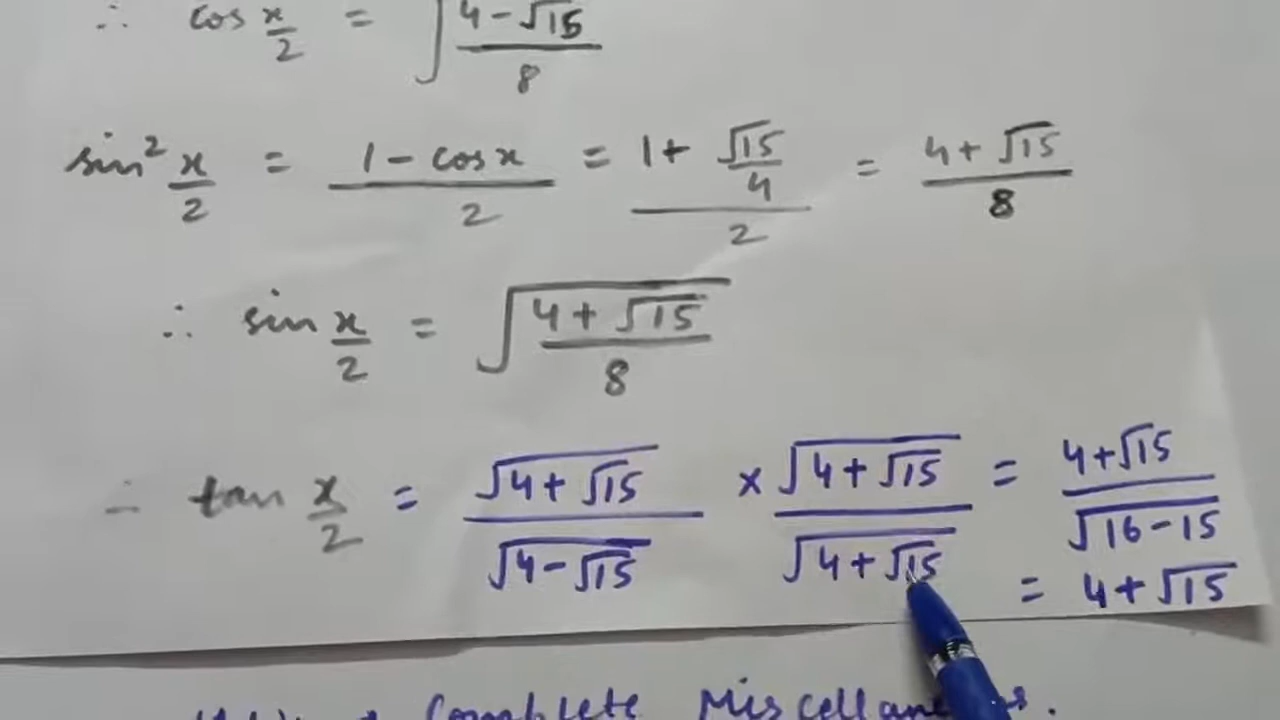 ∴ cos x/2 = √((4-√15)/8)
sin² x/2 = (1 - cos x)/2 = (1 + √15/4)/2 = (4 + √15)/8
∴ sin x/2 = √((4 + √15)/8)
∴ tan x/2 = √(4 + √15)/√(4 - √15) × √(4 + √15)/√(4 + √15) = (4 + √15)/√(16 - 15)
= 4 + √15
Complete